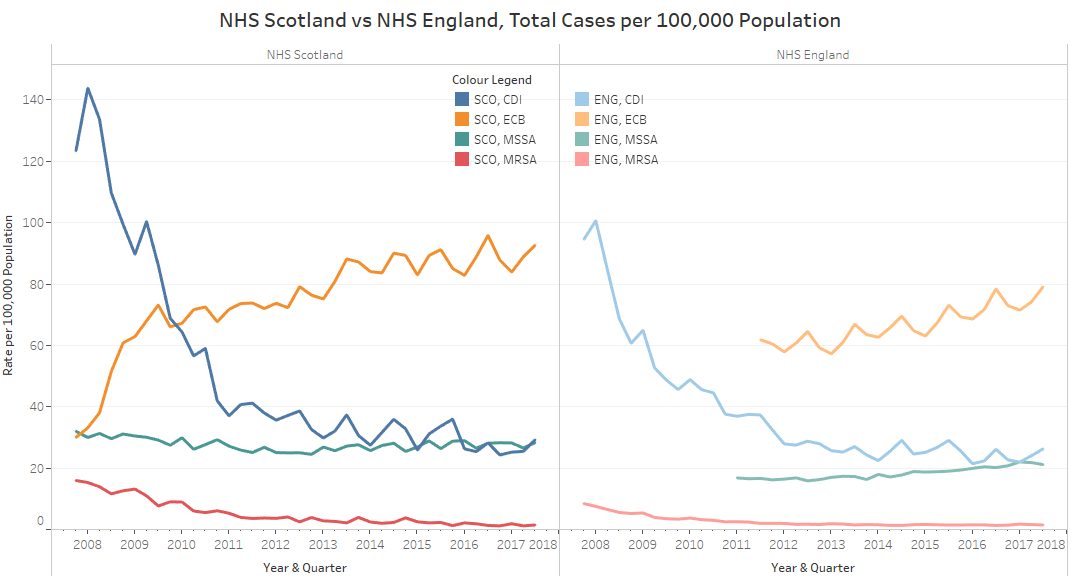 NHS Scotland vs NHS England, Total Cases per 100,000 Population
NHS Scotland
NHS England
Colour Legend
SCO, CDI
SCO, ECB
SCO, MSSA
SCO, MRSA
ENG, CDI
ENG, ECB
ENG, MSSA
ENG, MRSA
Rate per 100,000 Population
140
120
100
80
60
40
20
0
2008 2009 2010 2011 2012 2013 2014 2015 2016 2017 2018
2008 2009 2010 2011 2012 2013 2014 2015 2016 2017 2018
Year & Quarter
Year & Quarter